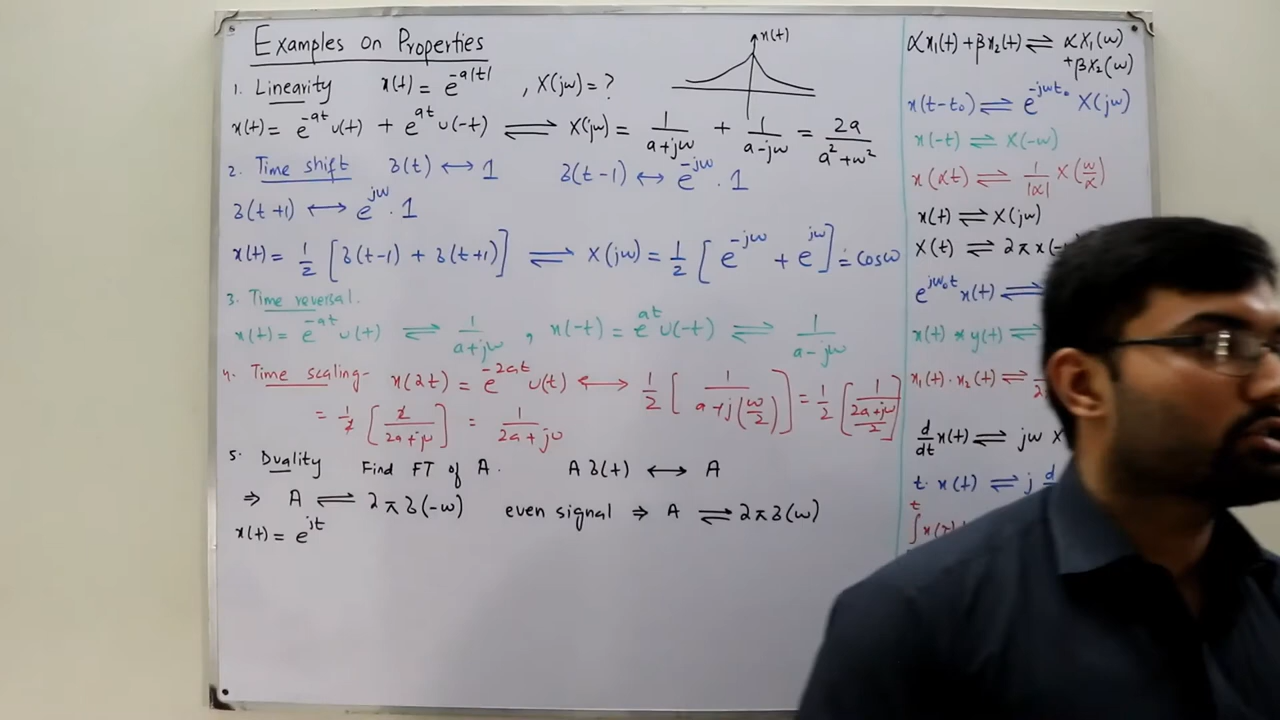 Examples on Properties
1. Linearity x(t) = e^{-a|t|} , X(jω) = ?
x(t)
x(t) = e^{-at} u(t) + e^{at} u(-t) ⇌ X(jω) = 1/(a+jω) + 1/(a-jω) = 2a/(a²+ω²)
2. Time shift δ(t) ↔ 1 δ(t-1) ↔ e^{-jω} . 1
δ(t+1) ↔ e^{jω} . 1
x(t) = 1/2 [δ(t-1) + δ(t+1)] ⇌ X(jω) = 1/2 [e^{-jω} + e^{jω}] = cosω
3. Time reversal.
x(t) = e^{-at} u(t) ⇌ 1/(a+jω) , x(-t) = e^{at} u(-t) ⇌ 1/(a-jω)
4. Time scaling- x(2t) = e^{-2at} u(t) ↔ 1/2 [1/(a+j(ω/2))] = 1/2 [1/((2a+jω)/2)]
= 1/2 [2/(2a+jω)] = 1/(2a+jω)
5. Duality Find FT of A. A δ(t) ↔ A
⇒ A ⇌ 2π δ(-ω) even signal ⇒ A ⇌ 2π δ(ω)
x(t) = e^{jt}
αx₁(t) + βx₂(t) ⇌ αX₁(ω)
+βX₂(ω)
x(t-t₀) ⇌ e^{-jωt₀} X(jω)
x(-t) ⇌ X(-ω)
x(αt) ⇌ 1/|α| X(ω/α)
x(t) ⇌ X(jω)
X(t) ⇌ 2π x(-
e^{jω₀t} x(t) ⇌
x(t) * y(t) ⇌
x₁(t) . x₂(t) ⇌
d/dt x(t) ⇌ jω X
t. x(t) ⇌ j d
∫^{t} x(τ)